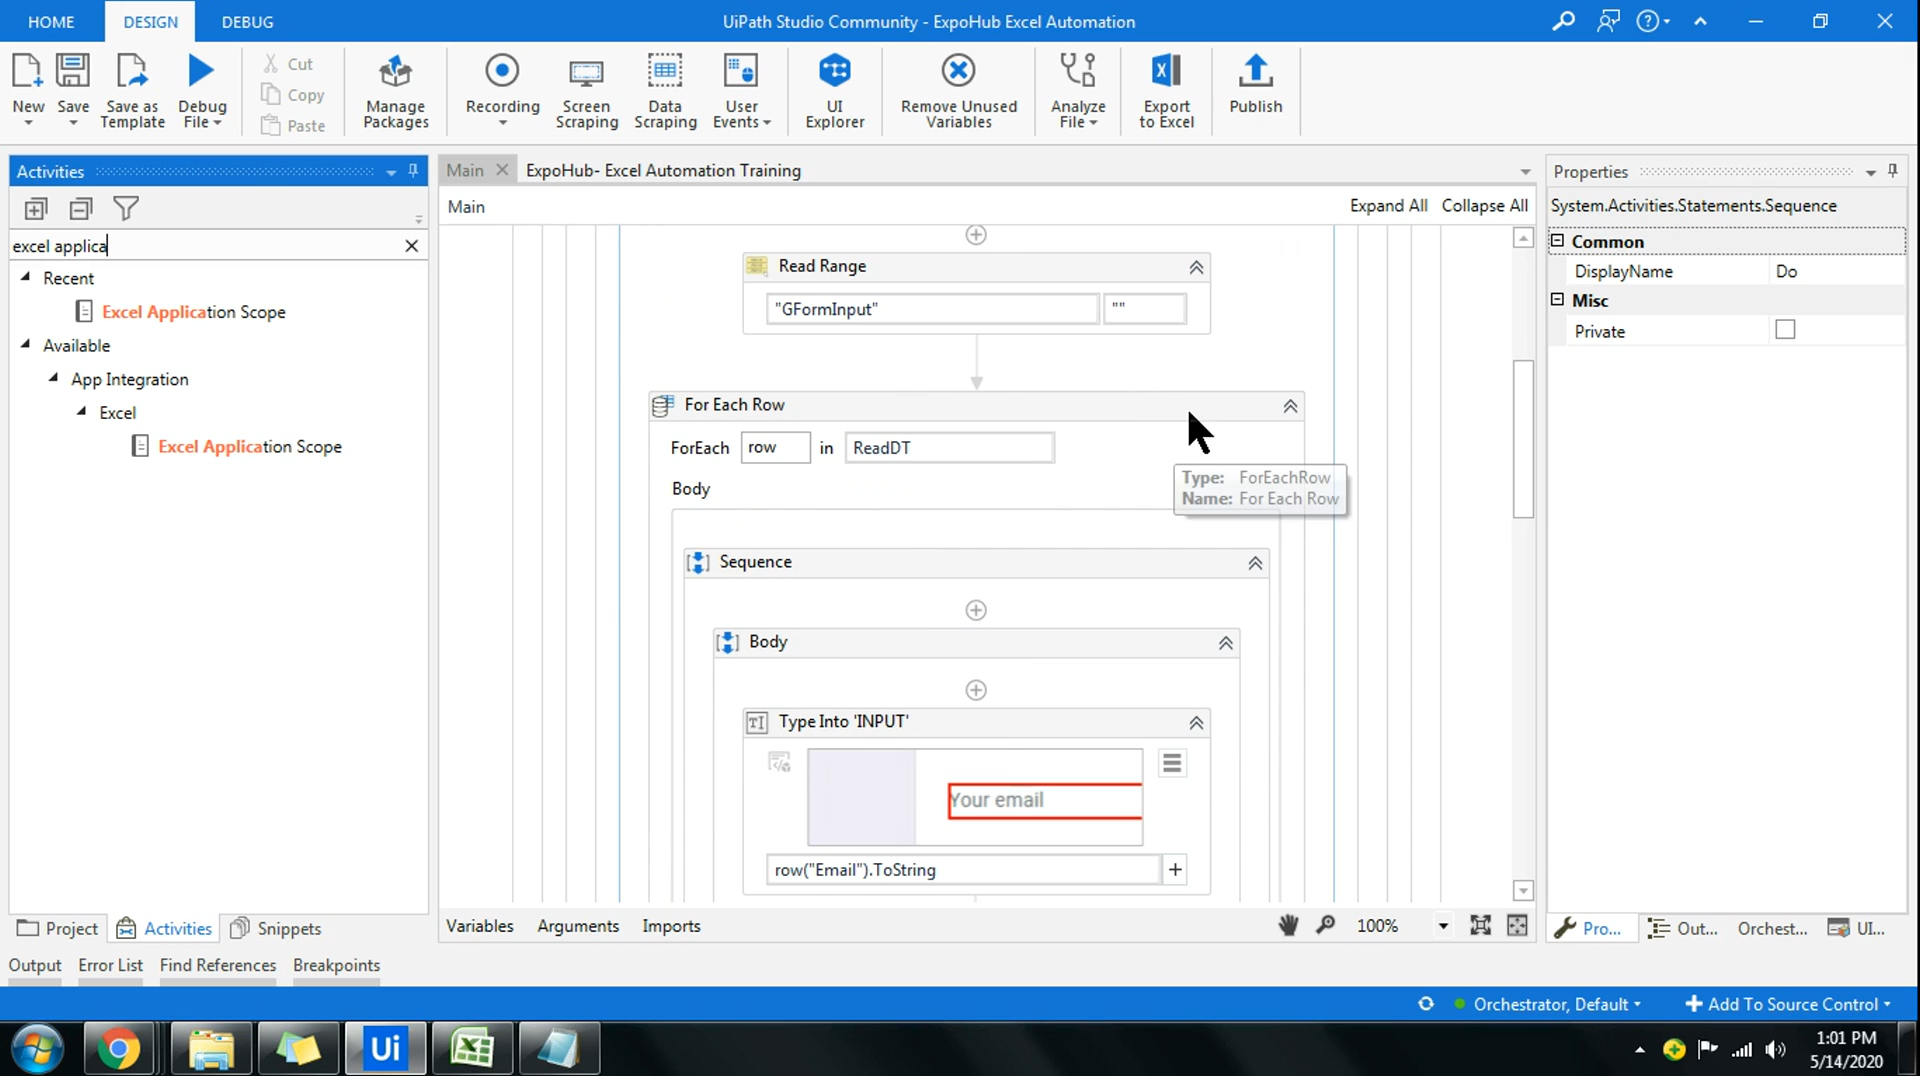 HOME DESIGN DEBUG UiPath Studio Community - ExpoHub Excel Automation
New Save Save as Template Debug File Cut Copy Paste Manage Packages Recording Screen Scraping Data Scraping User Events UI Explorer Remove Unused Variables Analyze File Export to Excel Publish
Activities
excel applica
Recent
Excel Application Scope
Available
App Integration
Excel
Excel Application Scope
Project Activities Snippets
Main ExpoHub- Excel Automation Training
Main Expand All Collapse All
Read Range
"GFormInput" ""
For Each Row
ForEach row in ReadDT
Type: ForEachRow
Name: For Each Row
Body
Sequence
Body
TI Type Into 'INPUT'
Your email
row("Email").ToString
Variables Arguments Imports 100%
Properties
System.Activities.Statements.Sequence
Common
DisplayName Do
Misc
Private
Pro... Out... Orchest... UI...
Output Error List Find References Breakpoints
Orchestrator, Default Add To Source Control
Ui
1:01 PM
5/14/2020